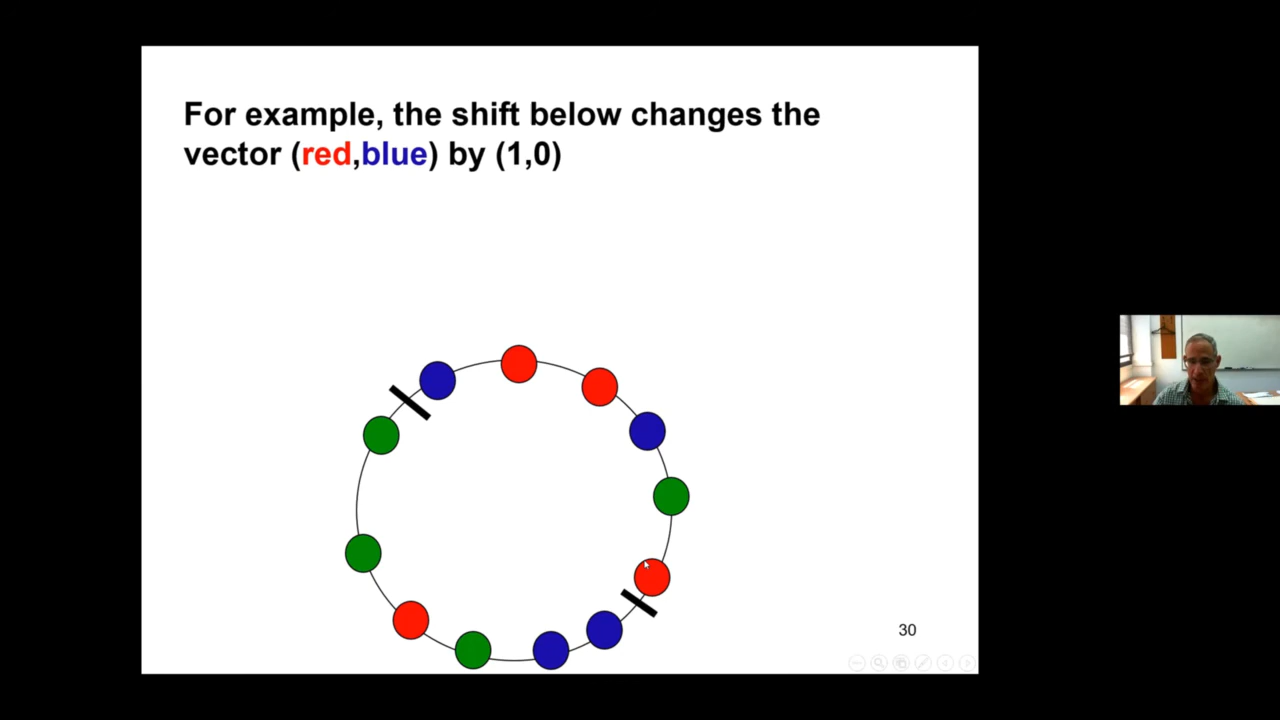 For example, the shift below changes the
vector (red,blue) by (1,0)
30